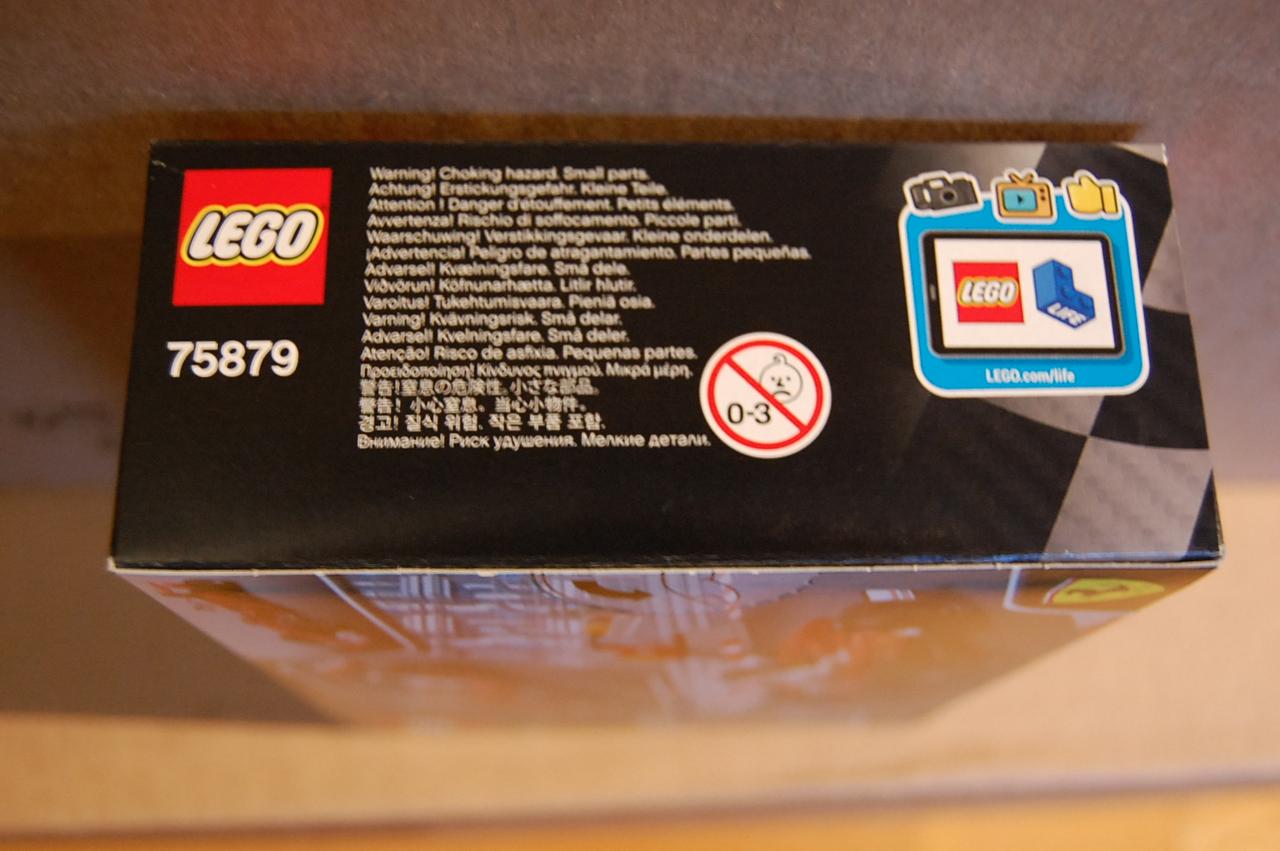 LEGO
75879
Warning! Choking hazard. Small parts.
Achtung! Erstickungsgefahr. Kleine Teile.
Attention ! Danger d'étouffement. Petits éléments.
Avvertenza! Rischio di soffocamento. Piccole parti.
Waarschuwing! Verstikkingsgevaar. Kleine onderdelen.
¡Advertencia! Peligro de atragantamiento. Partes pequeñas.
Advarsel! Kvælningsfare. Små dele.
Viðvörun! Köfnunarhætta. Litlir hlutir.
Varoitus! Tukehtumisvaara. Pieniä osia.
Varning! Kvävningsrisk. Små delar.
Advarsel! Kvelningsfare. Små deler.
Atenção! Risco de asfixia. Pequenas partes.
Προειδοποίηση! Κίνδυνος πνιγμού. Μικρά μέρη.
警告!窒息の危険性。小さな部品。
警告！小心窒息。当心小物件。
경고! 질식 위험. 작은 부품 포함.
Внимание! Риск удушения. Мелкие детали.
0-3
LEGO
LIFE
LEGO.com/life